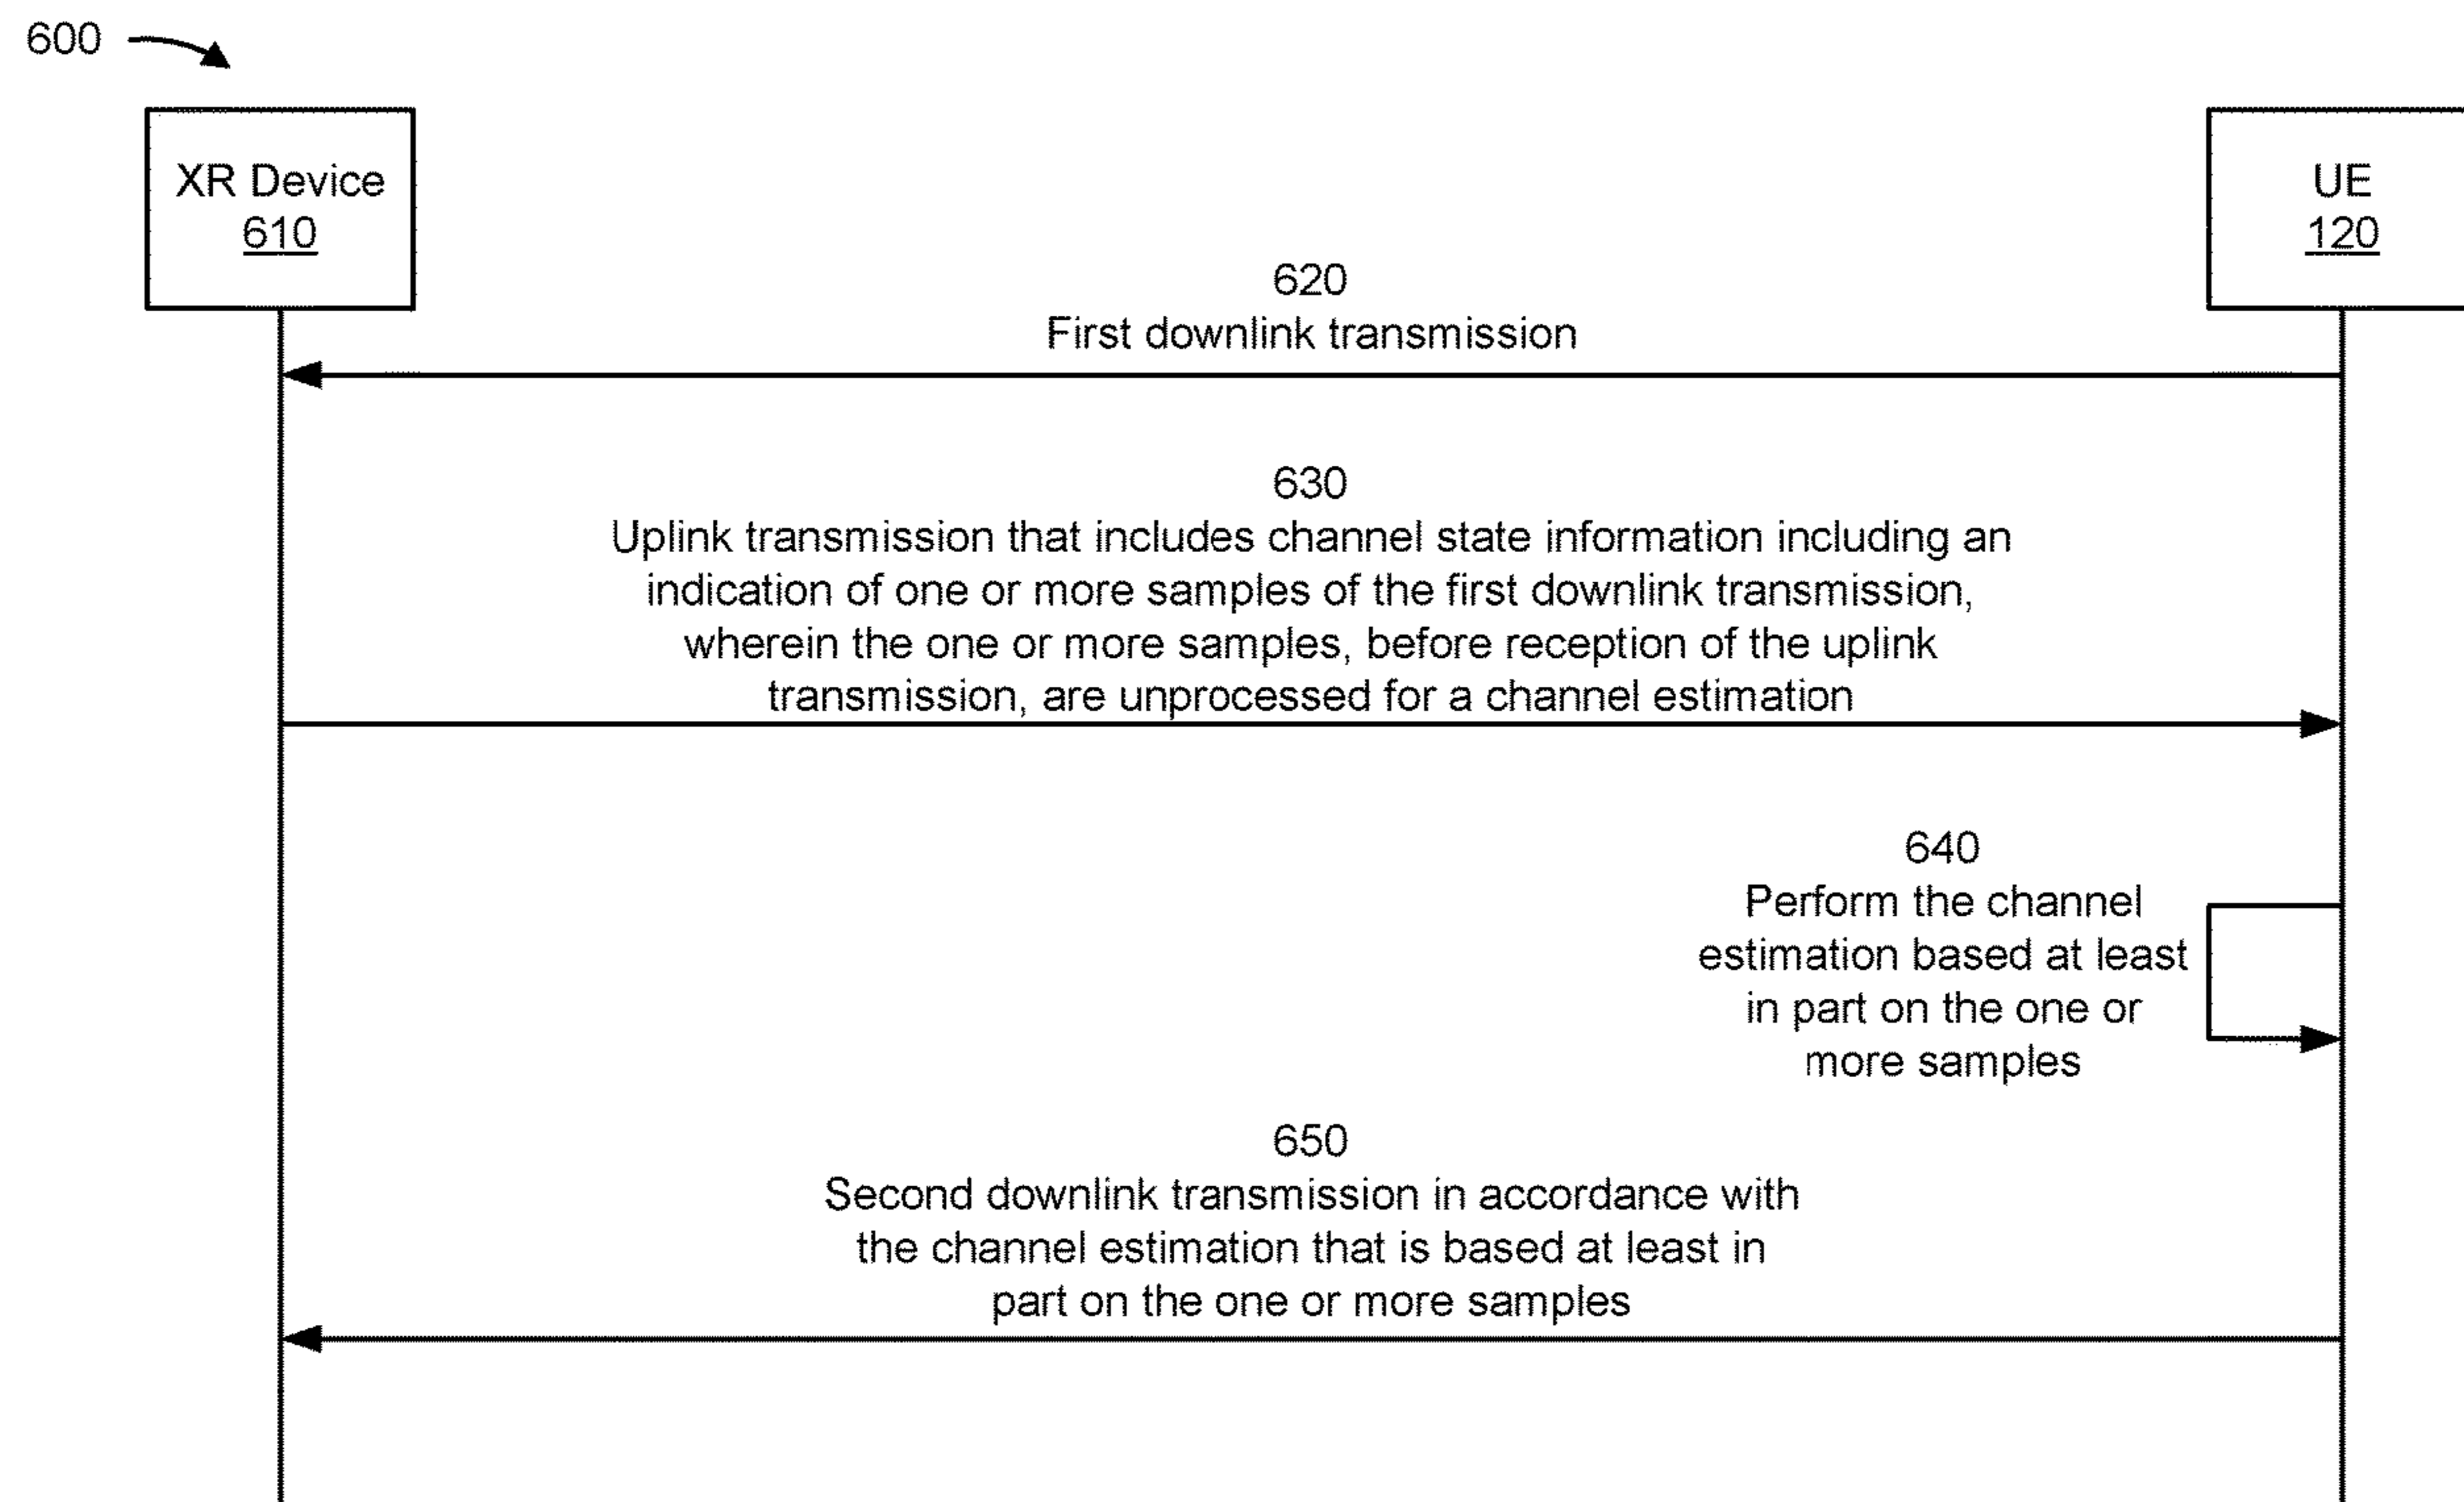 600
XR Device
610
UE
120
620
First downlink transmission
630
Uplink transmission that includes channel state information including an
indication of one or more samples of the first downlink transmission,
wherein the one or more samples, before reception of the uplink
transmission, are unprocessed for a channel estimation
640
Perform the channel
estimation based at least
in part on the one or
more samples
650
Second downlink transmission in accordance with
the channel estimation that is based at least in
part on the one or more samples